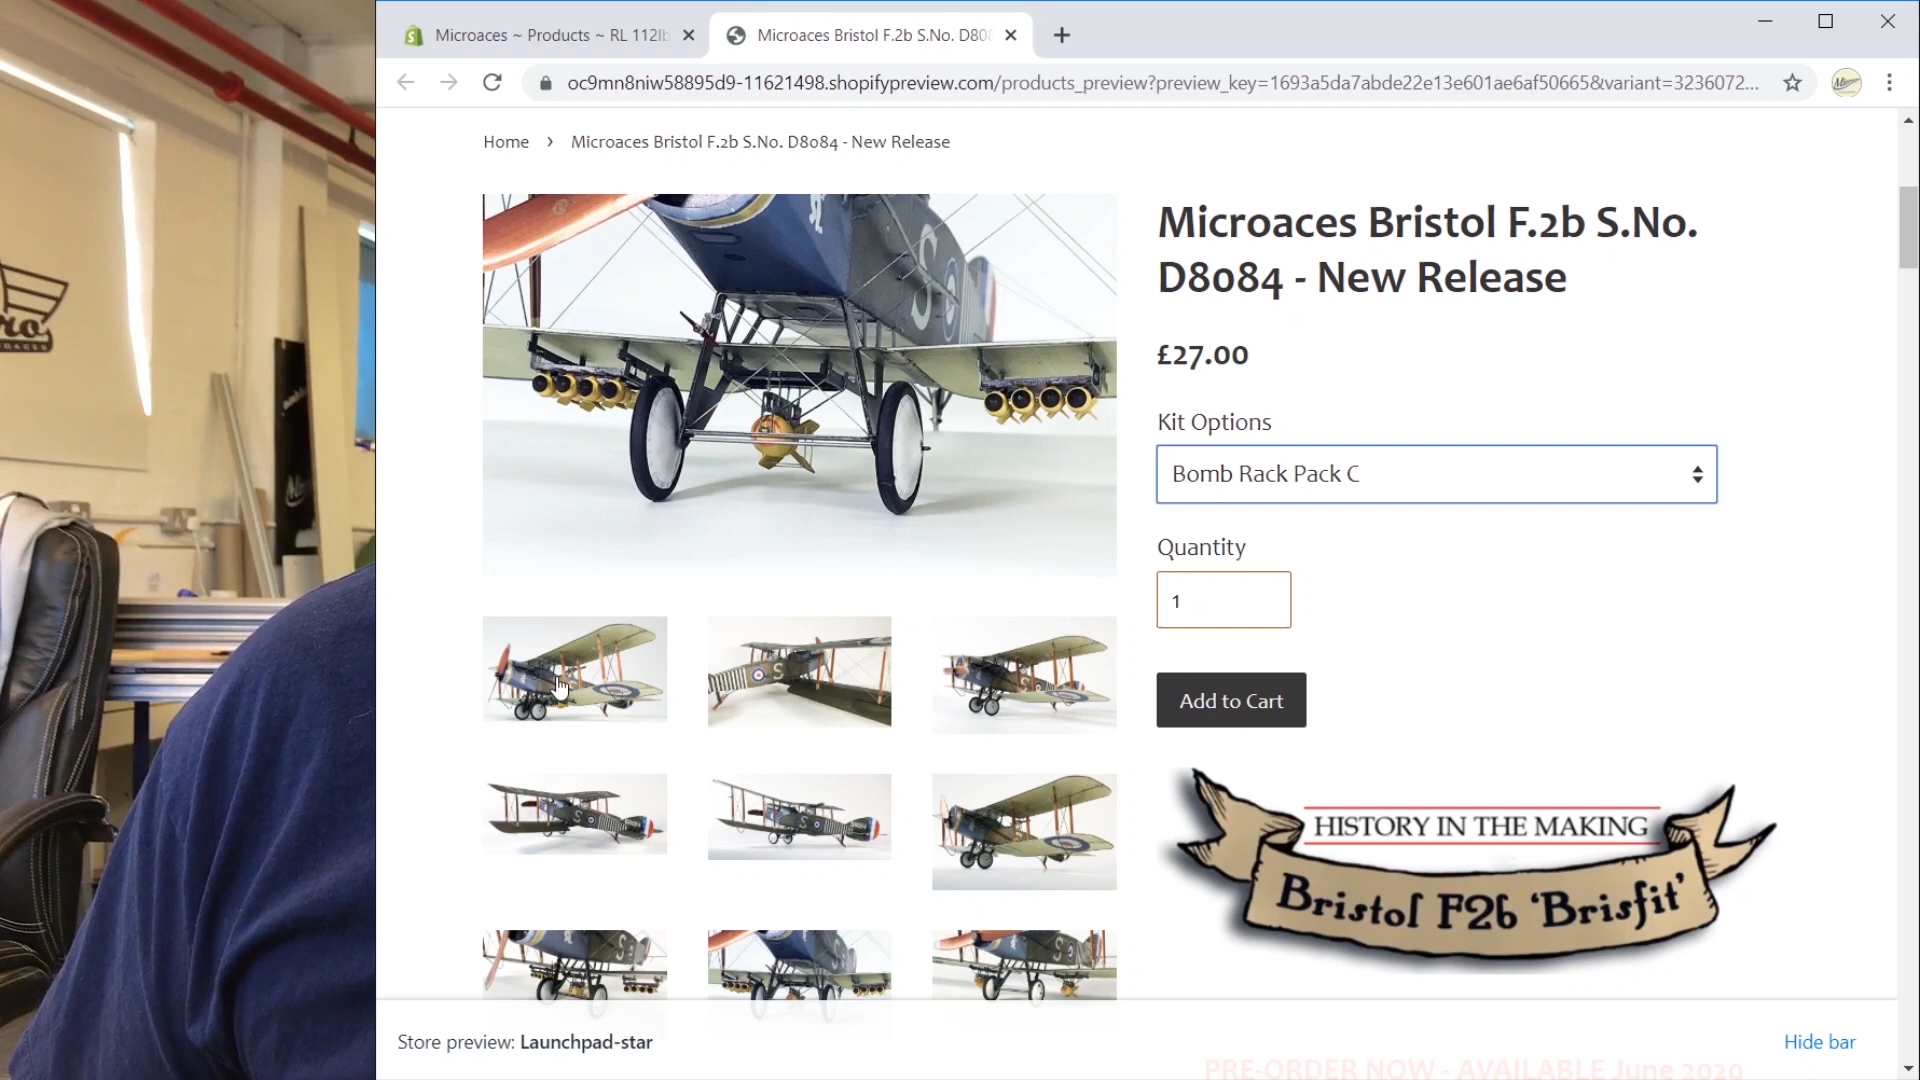 Microaces ~ Products ~ RL 112lb
Microaces Bristol F.2b S.No. D808
oc9mn8niw58895d9-11621498.shopifypreview.com/products_preview?preview_key=1693a5da7abde22e13e601ae6af50665&variant=3236072...
Home › Microaces Bristol F.2b S.No. D8084 - New Release
Microaces Bristol F.2b S.No.
D8084 - New Release
£27.00
Kit Options
Bomb Rack Pack C
Quantity
1
Add to Cart
HISTORY IN THE MAKING
Bristol F2b 'Brisfit'
Store preview: Launchpad-star
Hide bar
PRE-ORDER NOW - AVAILABLE June 2020